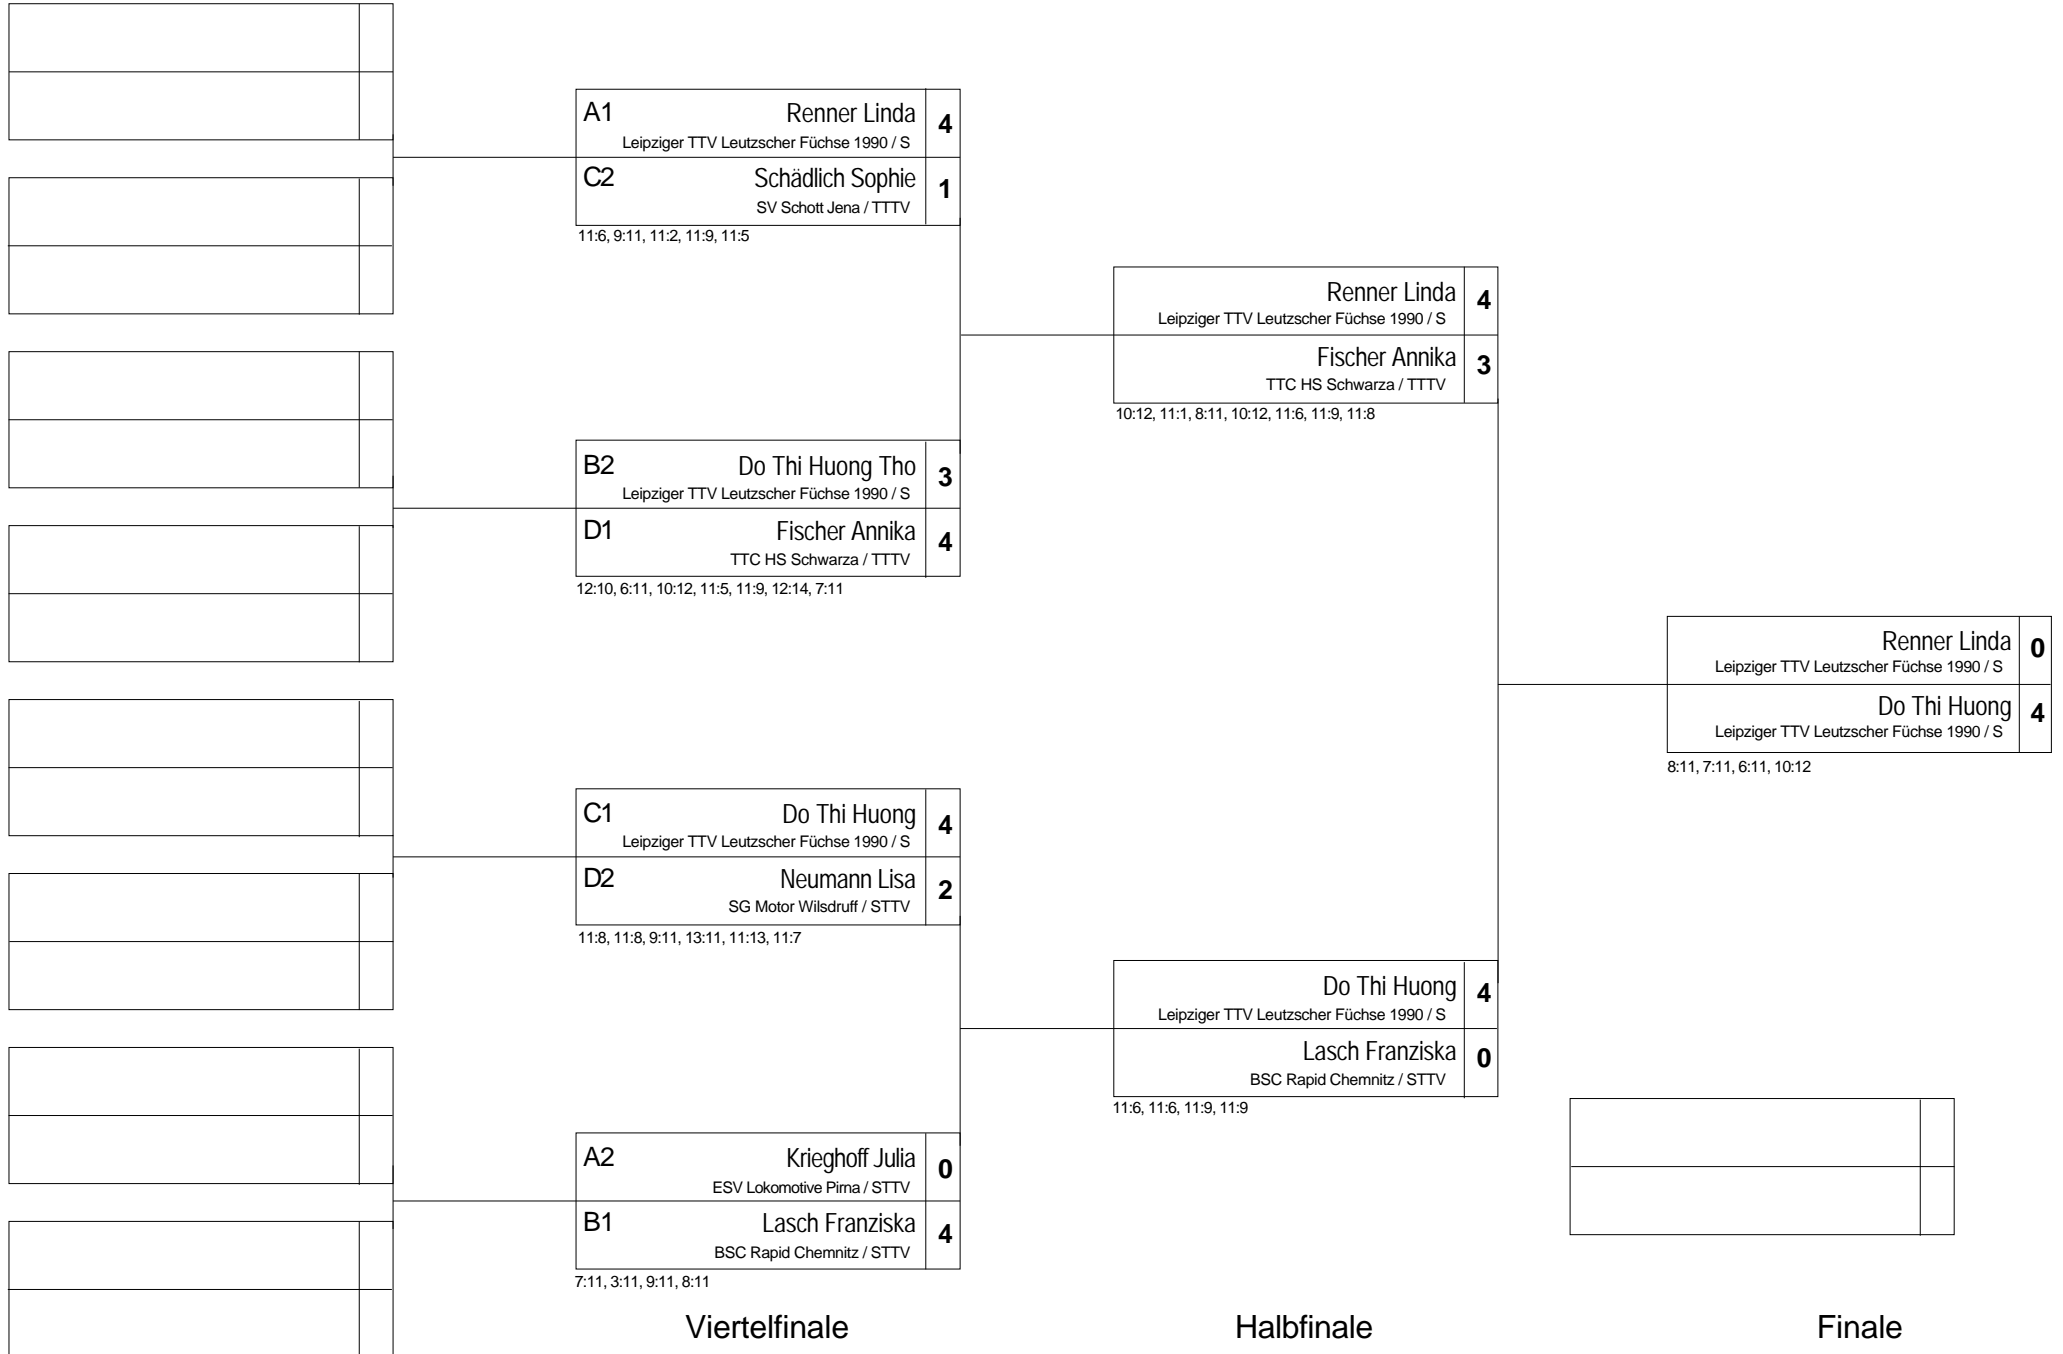 A1 Renner Linda 4
Leipziger TTV Leutzscher Füchse 1990 / S
C2 Schädlich Sophie 1
SV Schott Jena / TTTV
11:6, 9:11, 11:2, 11:9, 11:5
B2 Do Thi Huong Tho 3
Leipziger TTV Leutzscher Füchse 1990 / S
D1 Fischer Annika 4
TTC HS Schwarza / TTTV
12:10, 6:11, 10:12, 11:5, 11:9, 12:14, 7:11
C1 Do Thi Huong 4
Leipziger TTV Leutzscher Füchse 1990 / S
D2 Neumann Lisa 2
SG Motor Wilsdruff / STTV
11:8, 11:8, 9:11, 13:11, 11:13, 11:7
A2 Krieghoff Julia 0
ESV Lokomotive Pirna / STTV
B1 Lasch Franziska 4
BSC Rapid Chemnitz / STTV
7:11, 3:11, 9:11, 8:11
Viertelfinale
Renner Linda 4
Leipziger TTV Leutzscher Füchse 1990 / S
Fischer Annika 3
TTC HS Schwarza / TTTV
10:12, 11:1, 8:11, 10:12, 11:6, 11:9, 11:8
Do Thi Huong 4
Leipziger TTV Leutzscher Füchse 1990 / S
Lasch Franziska 0
BSC Rapid Chemnitz / STTV
11:6, 11:6, 11:9, 11:9
Halbfinale
Renner Linda 0
Leipziger TTV Leutzscher Füchse 1990 / S
Do Thi Huong 4
Leipziger TTV Leutzscher Füchse 1990 / S
8:11, 7:11, 6:11, 10:12
Finale